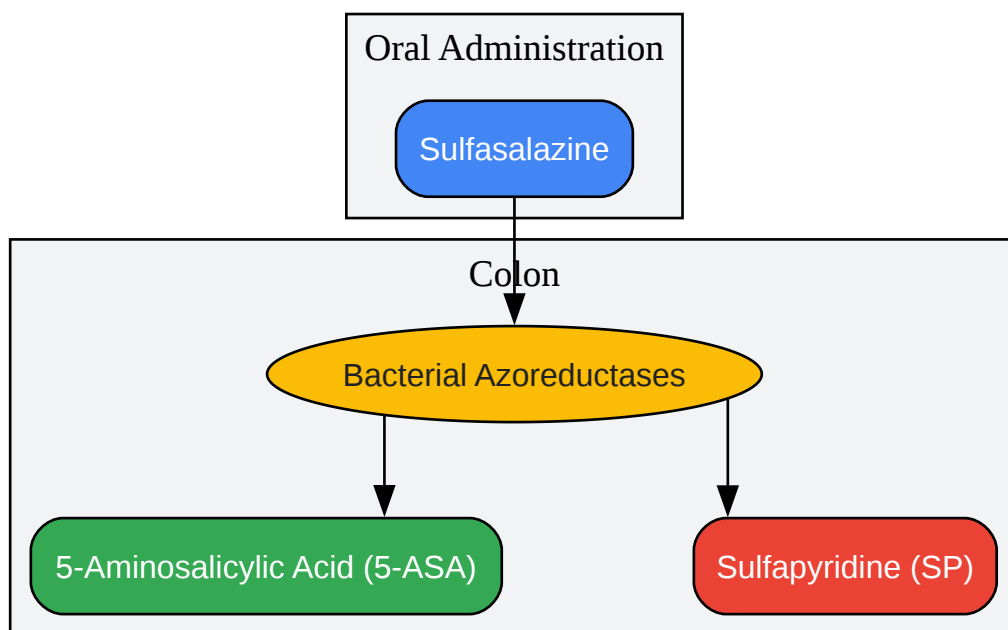 Oral Administration
Sulfasalazine
Colon
Bacterial Azoreductases
5-Aminosalicylic Acid (5-ASA)
Sulfapyridine (SP)